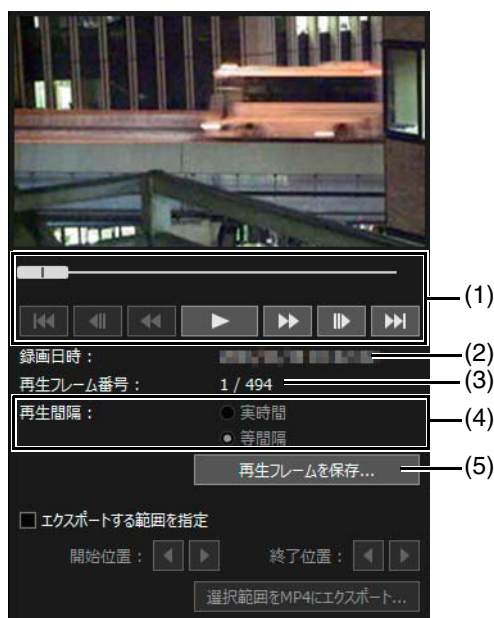 (1)
録画日時：
(2)
再生フレーム番号：
1 / 494
(3)
再生間隔：
実時間
(4)
等間隔
再生フレームを保存...
(5)
エクスポートする範囲を指定
開始位置：
終了位置：
選択範囲をMP4にエクスポート...